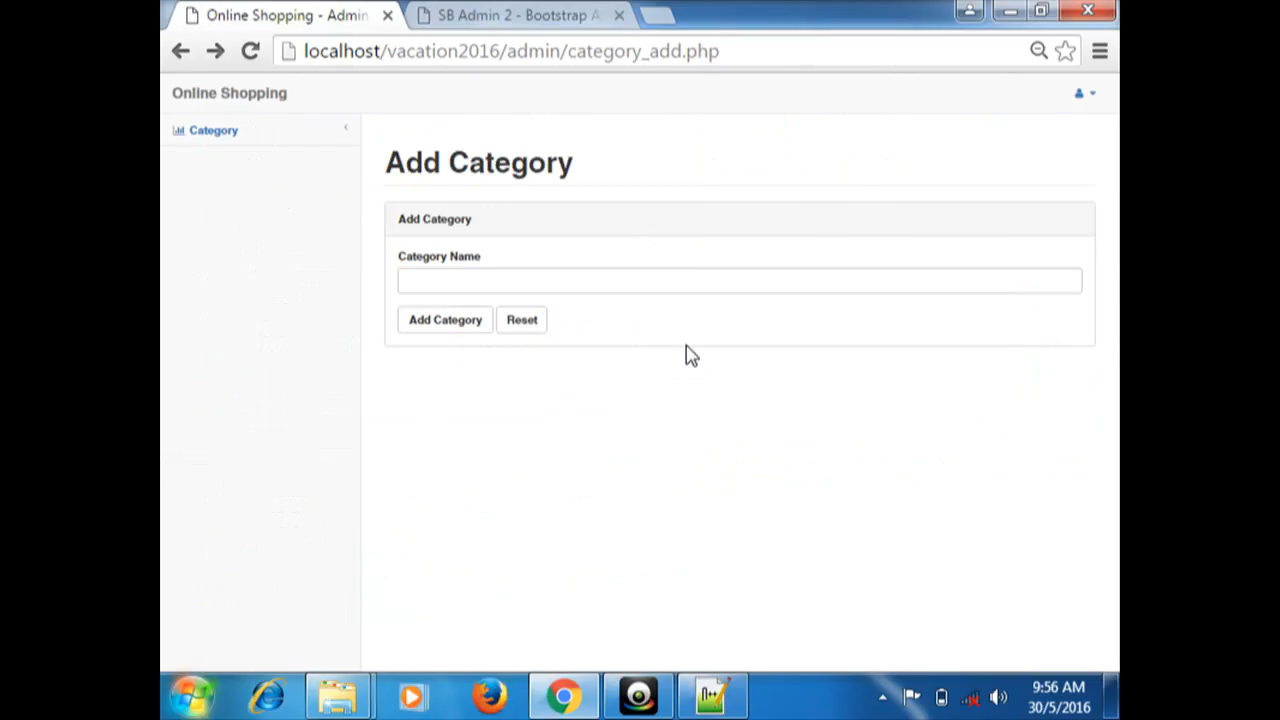 Online Shopping - Admin
SB Admin 2 - Bootstrap A
localhost/vacation2016/admin/category_add.php
Online Shopping
Category
Add Category
Add Category
Category Name
Add Category Reset
9:56 AM
30/5/2016